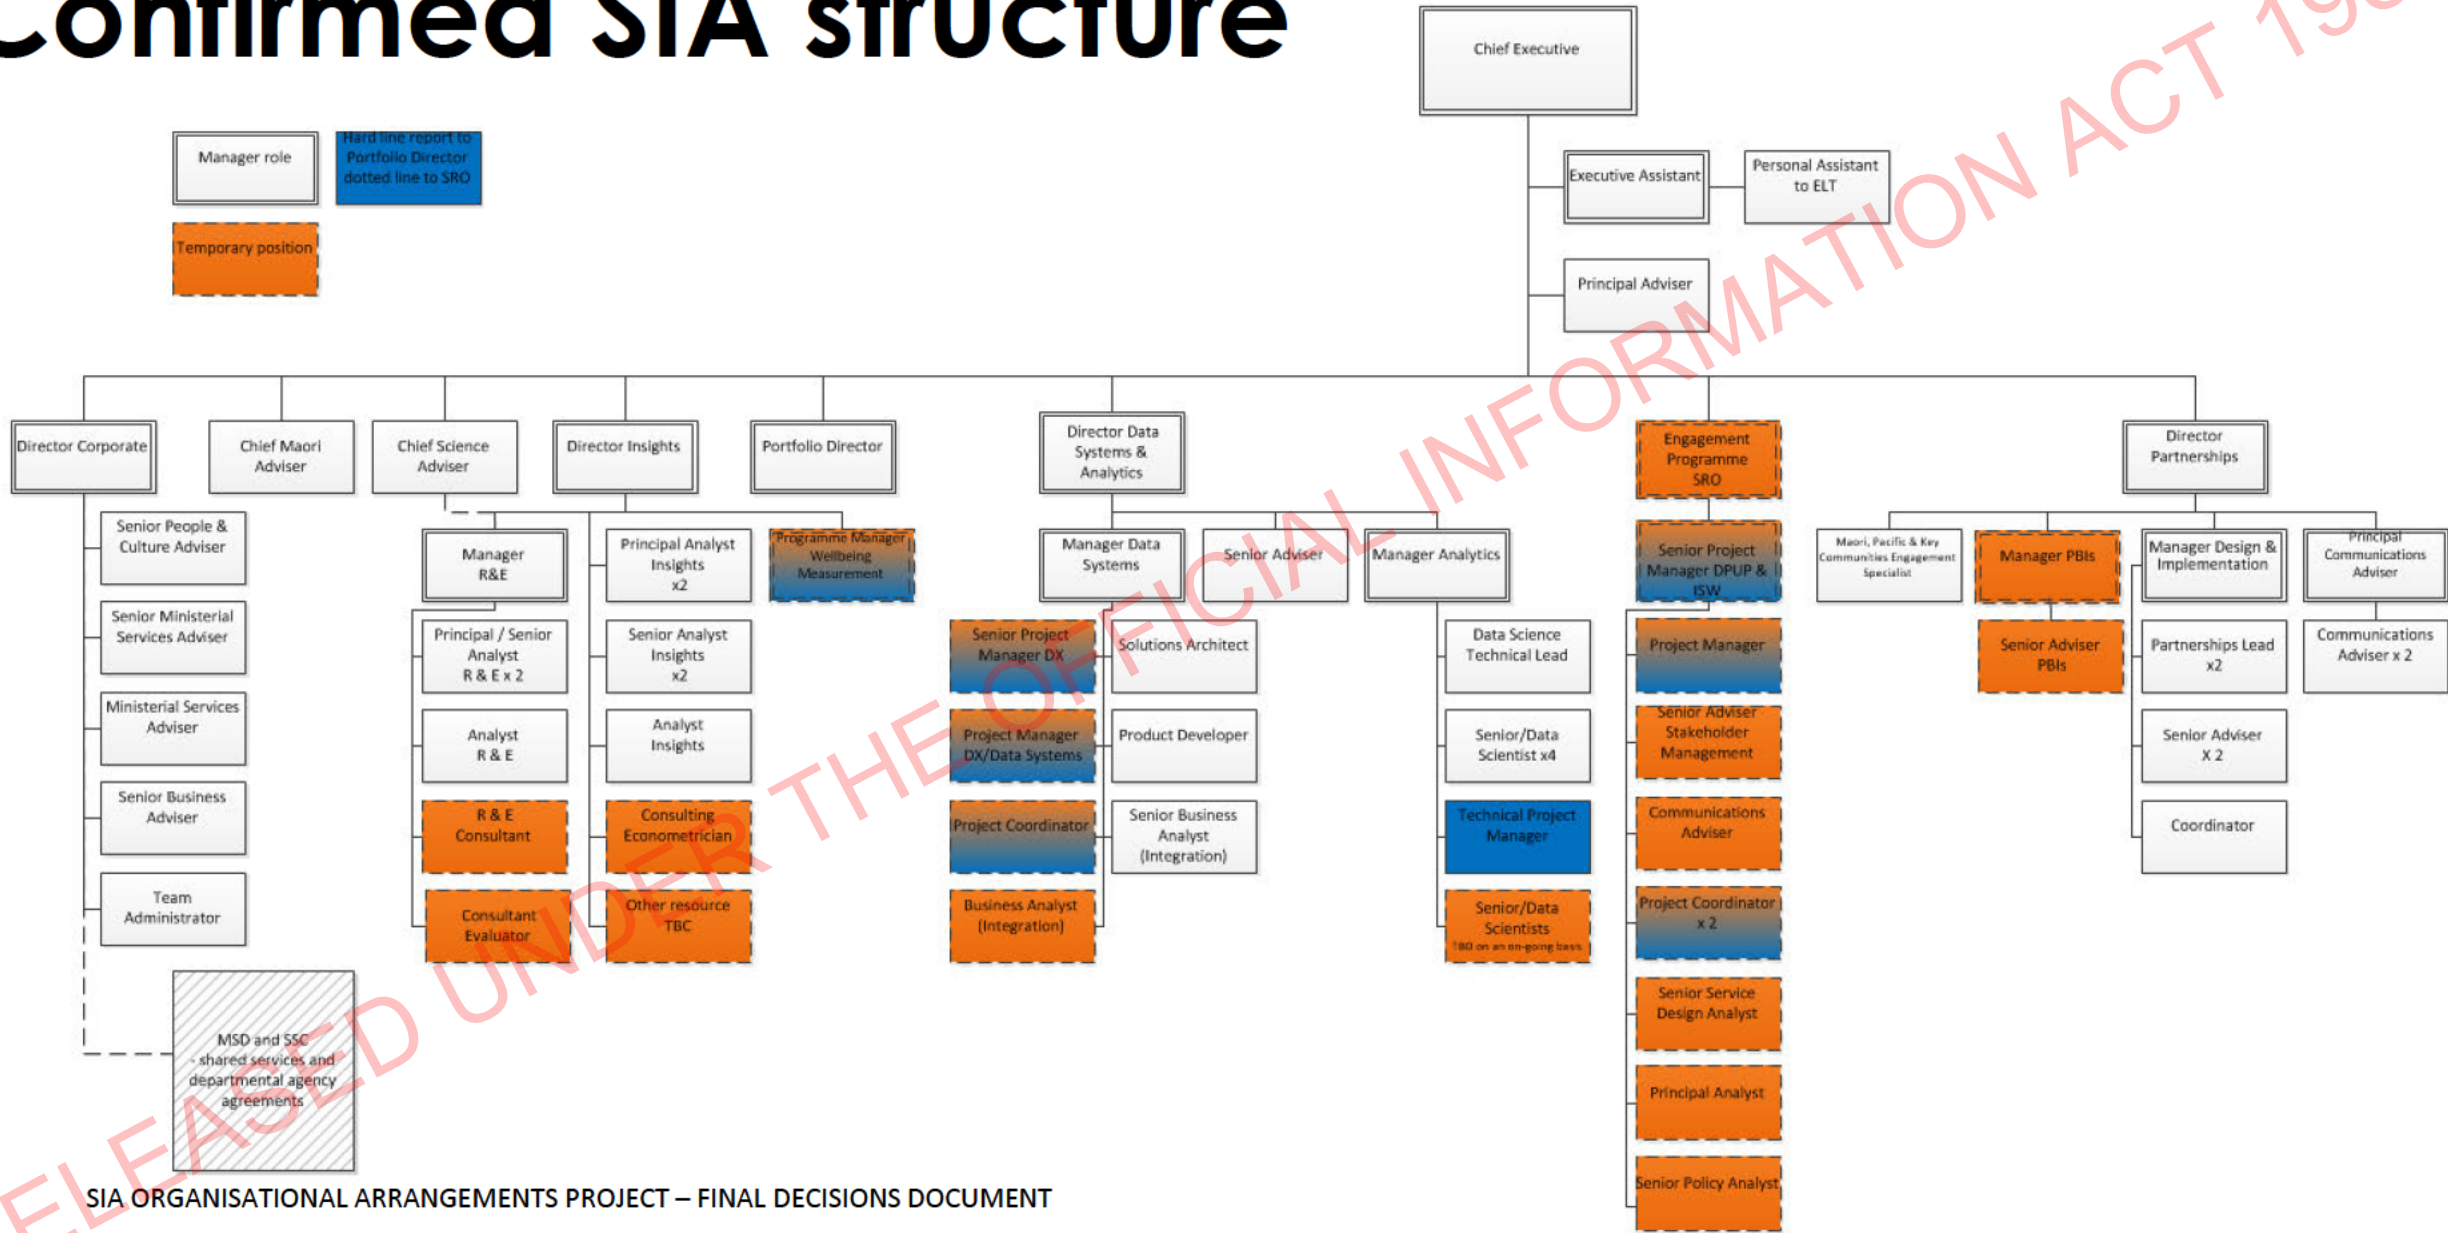 Confirmed SIA structure
Chief Executive
Manager role
Hard line report to
Portfolio Director
dotted line to SRO
Temporary position
Executive Assistant
Personal Assistant
to ELT
Principal Adviser
Director Corporate
Chief Maori
Adviser
Chief Science
Adviser
Director Insights
Portfolio Director
Director Data
Systems &
Analytics
Engagement
Programme
SRO
Director
Partnerships
Senior People &
Culture Adviser
Senior Ministerial
Services Adviser
Ministerial Services
Adviser
Senior Business
Adviser
Team
Administrator
MSD and SSC
- shared services and
departmental agency
agreements
Manager
R&E
Principal / Senior
Analyst
R & E x 2
Analyst
R & E
R & E
Consultant
Consultant
Evaluator
Principal Analyst
Insights
x2
Senior Analyst
Insights
x2
Analyst
Insights
Consulting
Econometrician
Other resource
TBC
Programme Manager
Wellbeing
Measurement
Manager Data
Systems
Senior Adviser
Manager Analytics
Senior Project
Manager DX
Project Manager
DX/Data Systems
Project Coordinator
Business Analyst
(Integration)
Solutions Architect
Product Developer
Senior Business
Analyst
(Integration)
Data Science
Technical Lead
Senior/Data
Scientist x4
Technical Project
Manager
Senior/Data
Scientists
TBD on an on-going basis
Senior Project
Manager DPUP &
ISW
Project Manager
Senior Adviser
Stakeholder
Management
Communications
Adviser
Project Coordinator
x 2
Senior Service
Design Analyst
Principal Analyst
Senior Policy Analyst
Maori, Pacific & Key
Communities Engagement
Specialist
Manager PBIs
Senior Adviser
PBIs
Manager Design &
Implementation
Partnerships Lead
x2
Senior Adviser
X 2
Coordinator
Principal
Communications
Adviser
Communications
Adviser x 2
SIA ORGANISATIONAL ARRANGEMENTS PROJECT – FINAL DECISIONS DOCUMENT
ELEASED UNDER THE OFFICIAL INFORMATION ACT 19